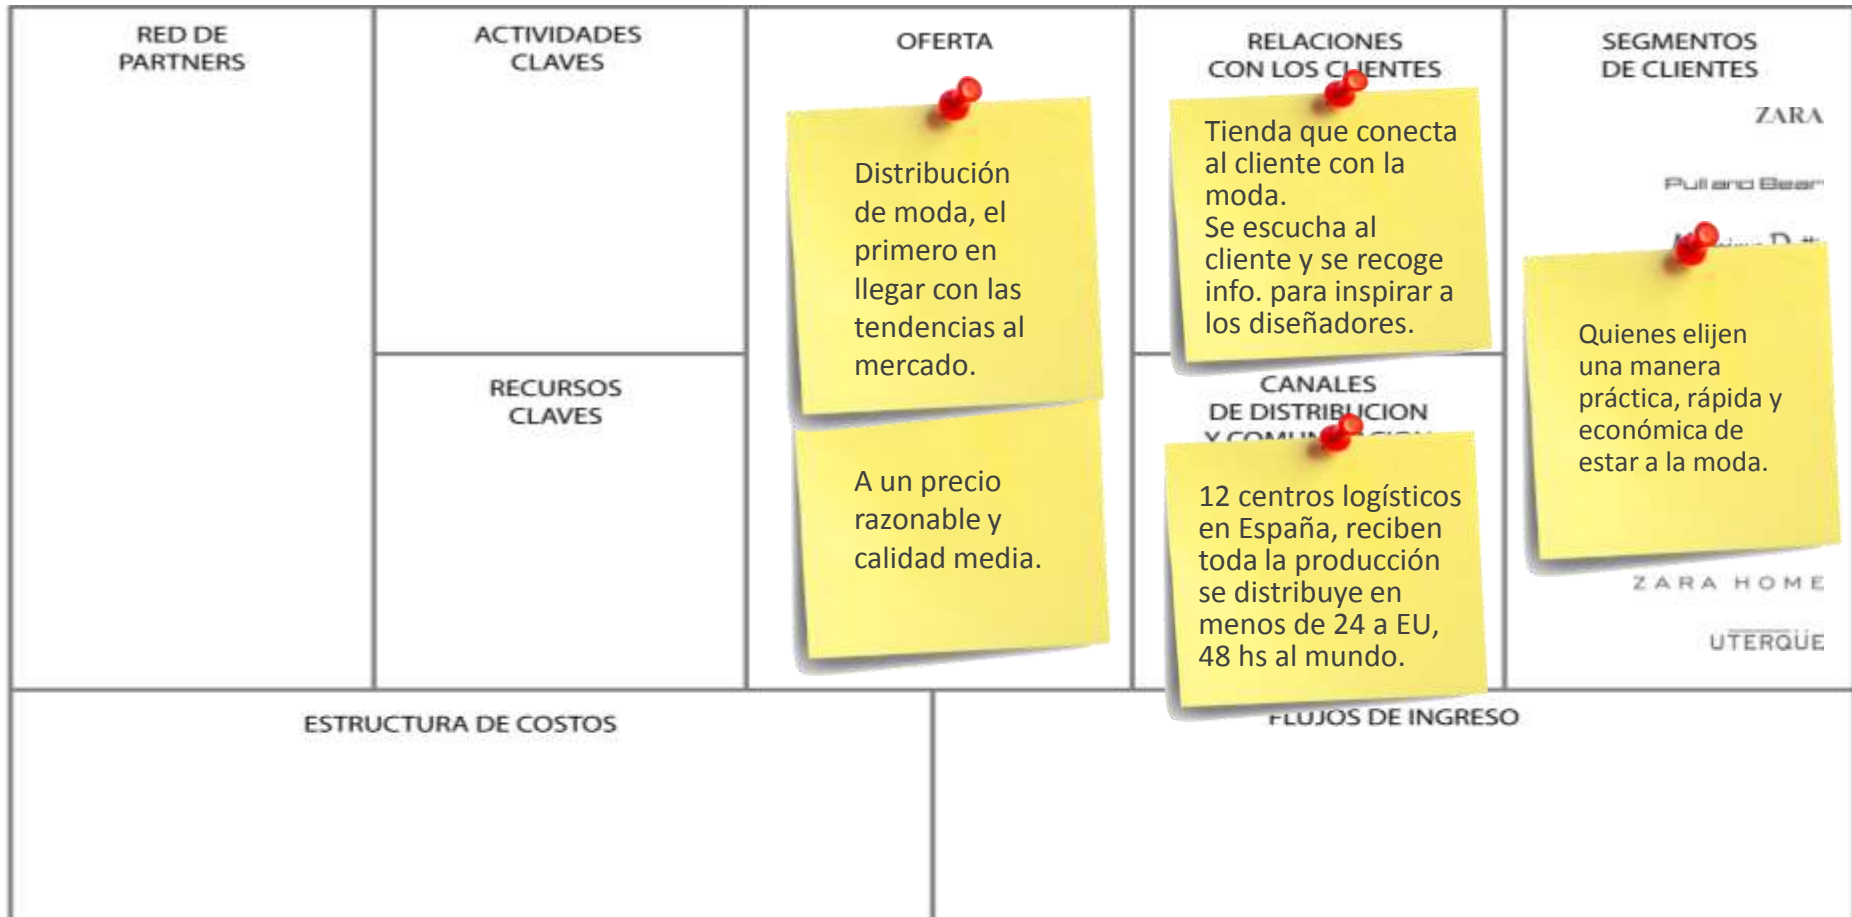 RED DE
PARTNERS
ACTIVIDADES
CLAVES
RECURSOS
CLAVES
OFERTA
Distribución
de moda, el
primero en
llegar con las
tendencias al
mercado.
A un precio
razonable y
calidad media.
RELACIONES
CON LOS CLIENTES
Tienda que conecta
al cliente con la
moda.
Se escucha al
cliente y se recoge
info. para inspirar a
los diseñadores.
CANALES
DE DISTRIBUCION
12 centros logísticos
en España, reciben
toda la producción
se distribuye en
menos de 24 a EU,
48 hs al mundo.
SEGMENTOS
DE CLIENTES
ZARA
Pull and Bear
Quienes elijen
una manera
práctica, rápida y
económica de
estar a la moda.
ZARA HOME
UTERQÜE
ESTRUCTURA DE COSTOS
FLUJOS DE INGRESO